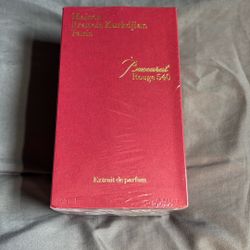 Maison
Francis Kurkdjian
Paris
Baccarat
Rouge 540
Extrait de parfum